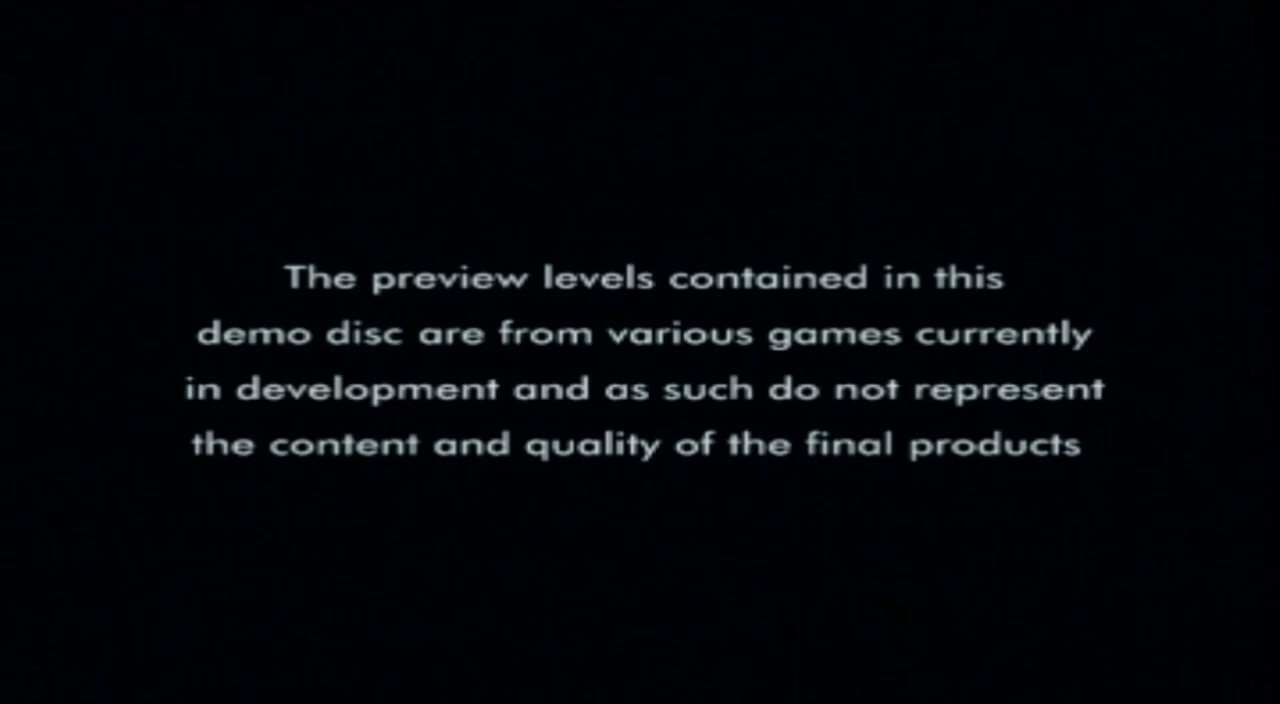 The preview levels contained in this
demo disc are from various games currently
in development and as such do not represent
the content and quality of the final products